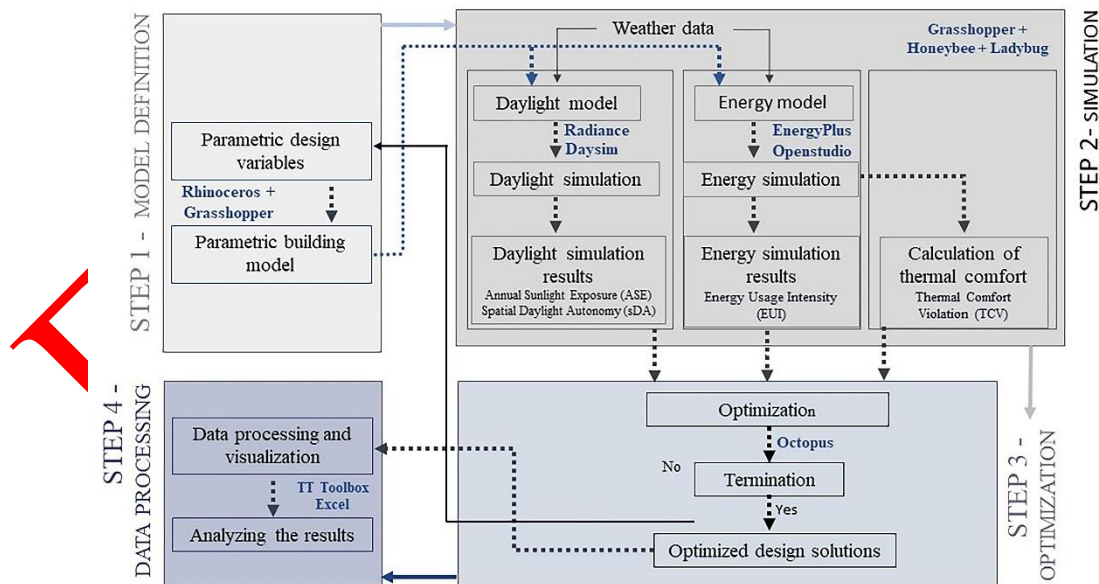 STEP 1 - MODEL DEFINITION
Parametric design
variables
Rhinoceros +
Grasshopper
Parametric building
model
STEP 2- SIMULATION
Grasshopper +
Honeybee + Ladybug
Weather data
Daylight model
Radiance
Daysim
Daylight simulation
Daylight simulation
results
Annual Sunlight Exposure (ASE)
Spatial Daylight Autonomy (sDA)
Energy model
EnergyPlus
Openstudio
Energy simulation
Energy simulation
results
Energy Usage Intensity
(EUI)
Calculation of
thermal comfort
Thermal Comfort
Violation (TCV)
STEP 3 -
OPTIMIZATION
Optimization
Octopus
No
Termination
Yes
Optimized design solutions
STEP 4 -
DATA PROCESSING
Data processing and
visualization
TT Toolbox
Excel
Analyzing the results